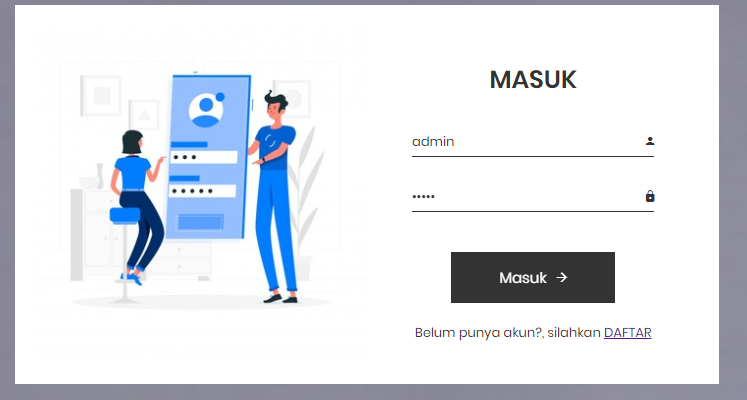 MASUK
admin
•••••
Masuk →
Belum punya akun?, silahkan DAFTAR